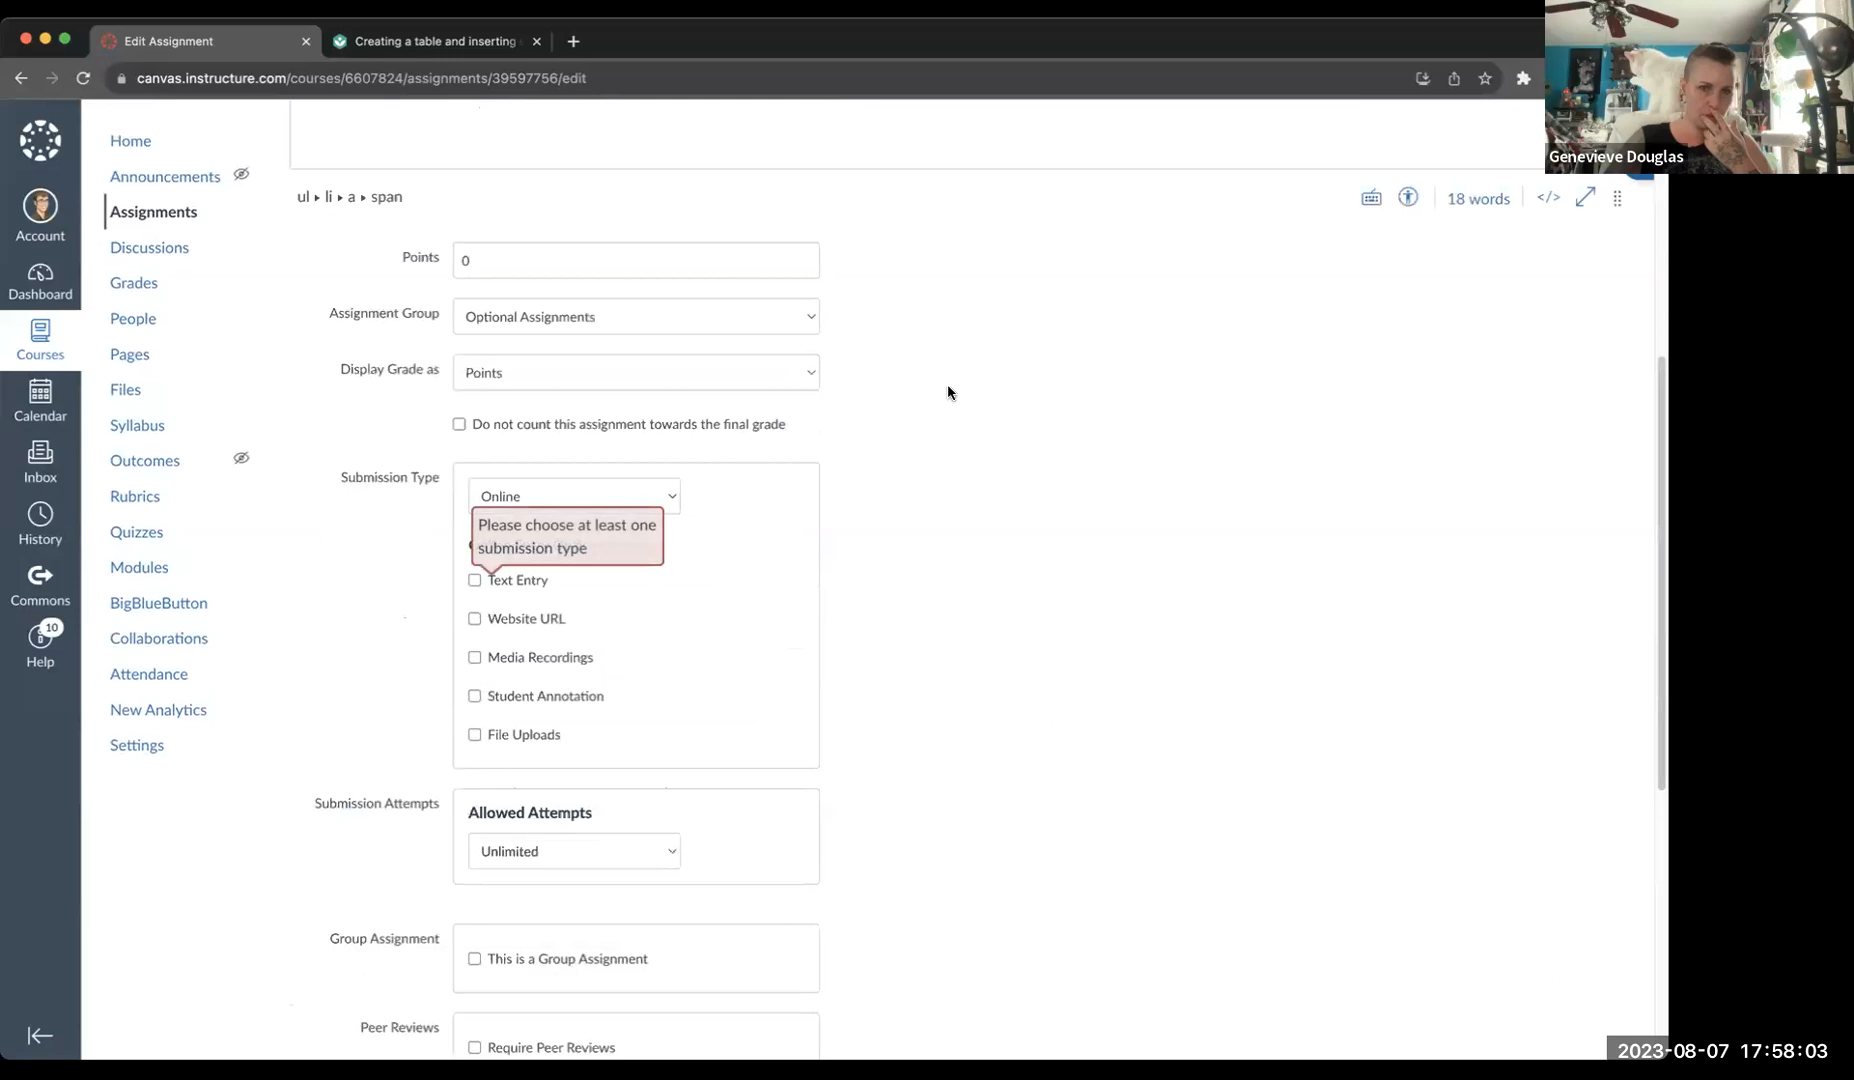 Edit Assignment
Creating a table and inserting
canvas.instructure.com/courses/6607824/assignments/39597756/edit
Genevieve Douglas
Account
Dashboard
Courses
Calendar
Inbox
History
Commons
10
Help
Home
Announcements
Assignments
Discussions
Grades
People
Pages
Files
Syllabus
Outcomes
Rubrics
Quizzes
Modules
BigBlueButton
Collaborations
Attendance
New Analytics
Settings
ul ▸ li ▸ a ▸ span
18 words
</>
Points
0
Assignment Group
Optional Assignments
Display Grade as
Points
Do not count this assignment towards the final grade
Submission Type
Online
Please choose at least one
submission type
Text Entry
Website URL
Media Recordings
Student Annotation
File Uploads
Submission Attempts
Allowed Attempts
Unlimited
Group Assignment
This is a Group Assignment
Peer Reviews
Require Peer Reviews
2023-08-07 17:58:03